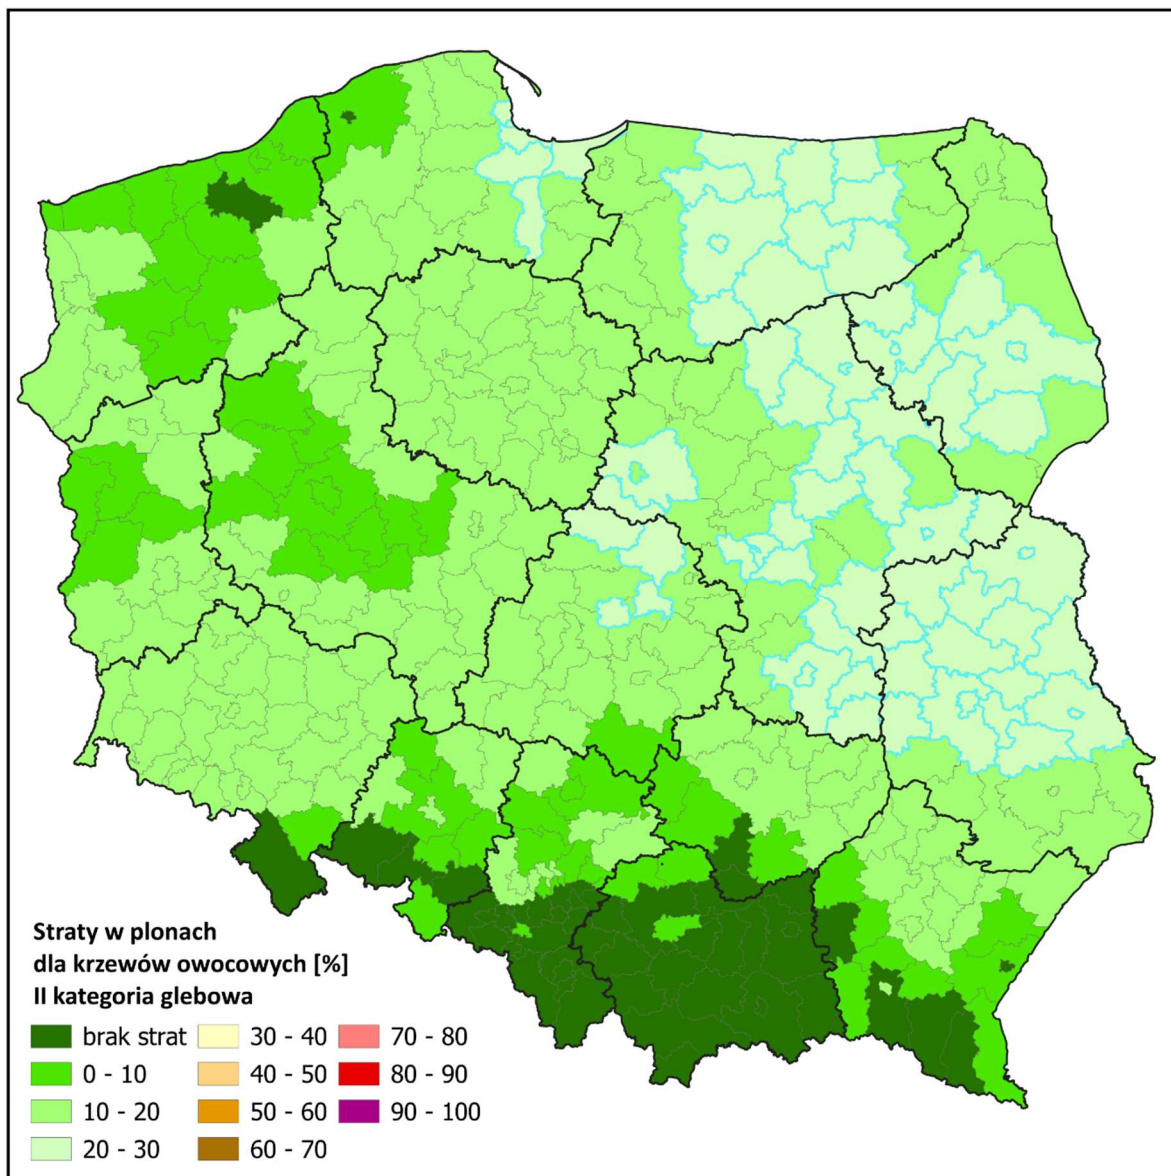 Straty w plonach
dla krzewów owocowych [%]
II kategoria glebowa
brak strat
0 - 10
10 - 20
20 - 30
30 - 40
40 - 50
50 - 60
60 - 70
70 - 80
80 - 90
90 - 100